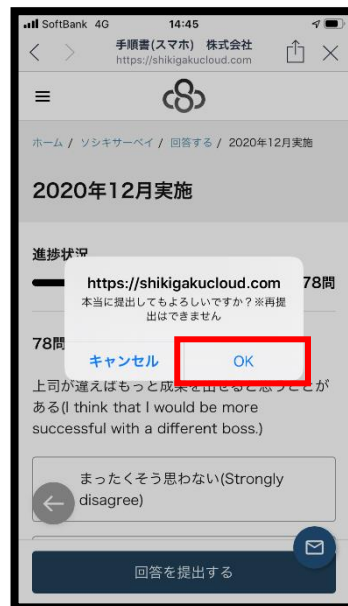 SoftBank 4G 14:45
手順書(スマホ) 株式会社
https://shikigakucloud.com
ホーム / ソシキサーベイ / 回答する / 2020年12月実施
2020年12月実施
進捗状況
78問
https://shikigakucloud.com
本当に提出してもよろしいですか?※再提
出はできません
キャンセル OK
78問
上司が違えばもっと成果を出せると思うことが
ある(I think that I would be more
successful with a different boss.)
まったくそう思わない(Strongly
disagree)
回答を提出する